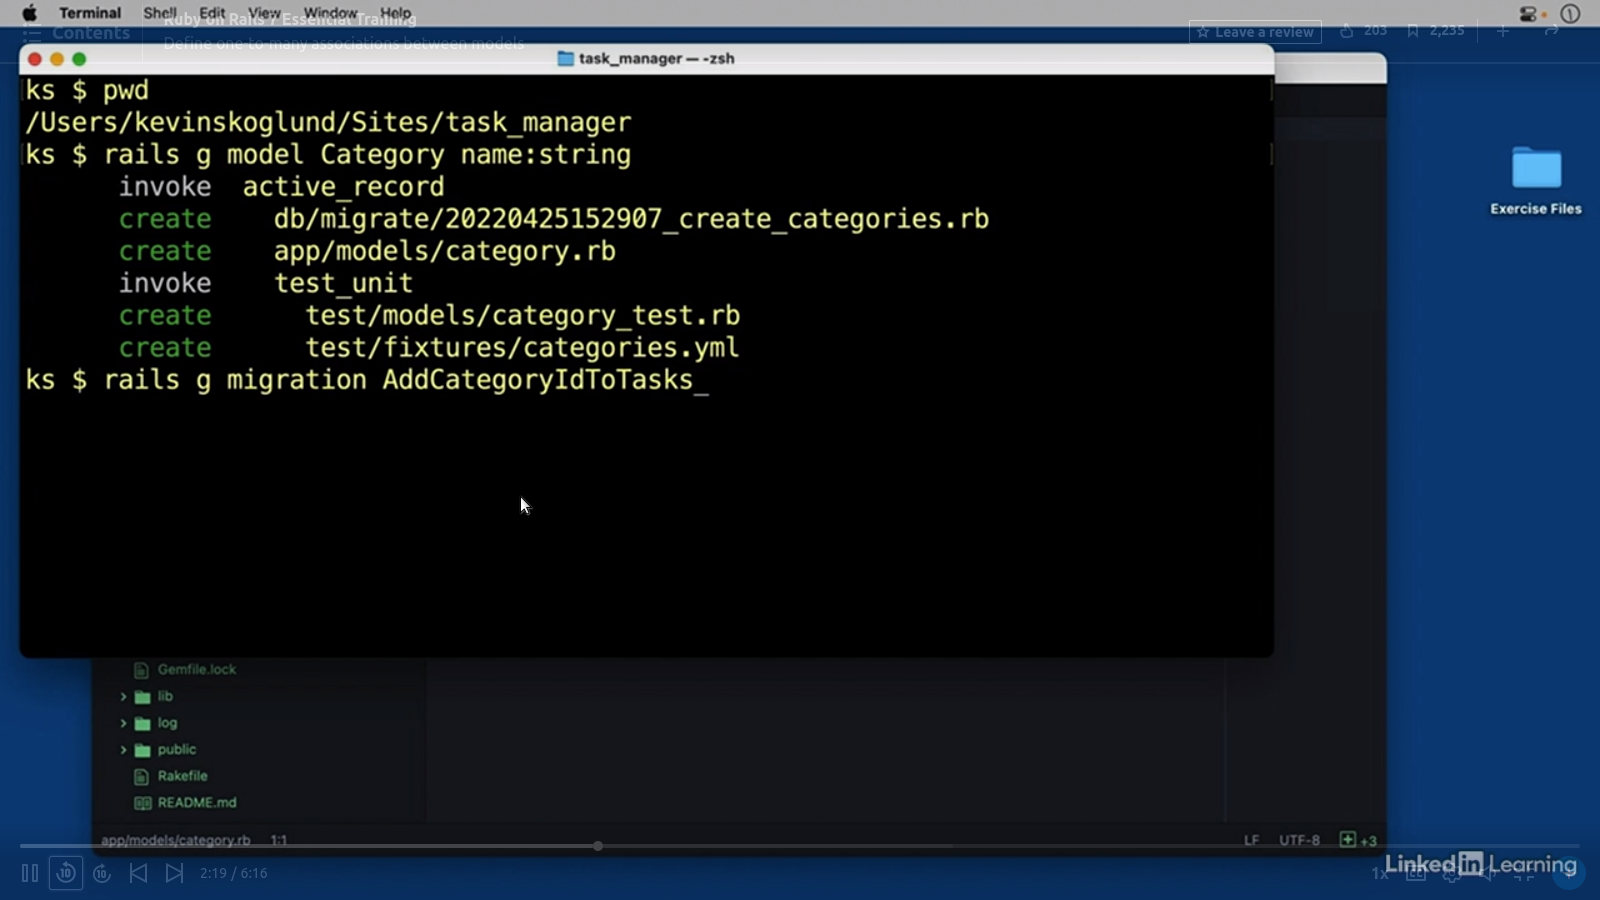 Terminal Shell Edit View Window Help
Ruby on Rails 7 Essential Training
Contents
Define one-to-many associations between models
Leave a review 203 2,235
task_manager — -zsh
ks $ pwd
/Users/kevinskoglund/Sites/task_manager
ks $ rails g model Category name:string
invoke active_record
create db/migrate/20220425152907_create_categories.rb
create app/models/category.rb
invoke test_unit
create test/models/category_test.rb
create test/fixtures/categories.yml
ks $ rails g migration AddCategoryIdToTasks_
Exercise Files
Gemfile.lock
lib
log
public
Rakefile
README.md
app/models/category.rb 1:1 LF UTF-8 +3
2:19 / 6:16 1x CC
LinkedIn Learning